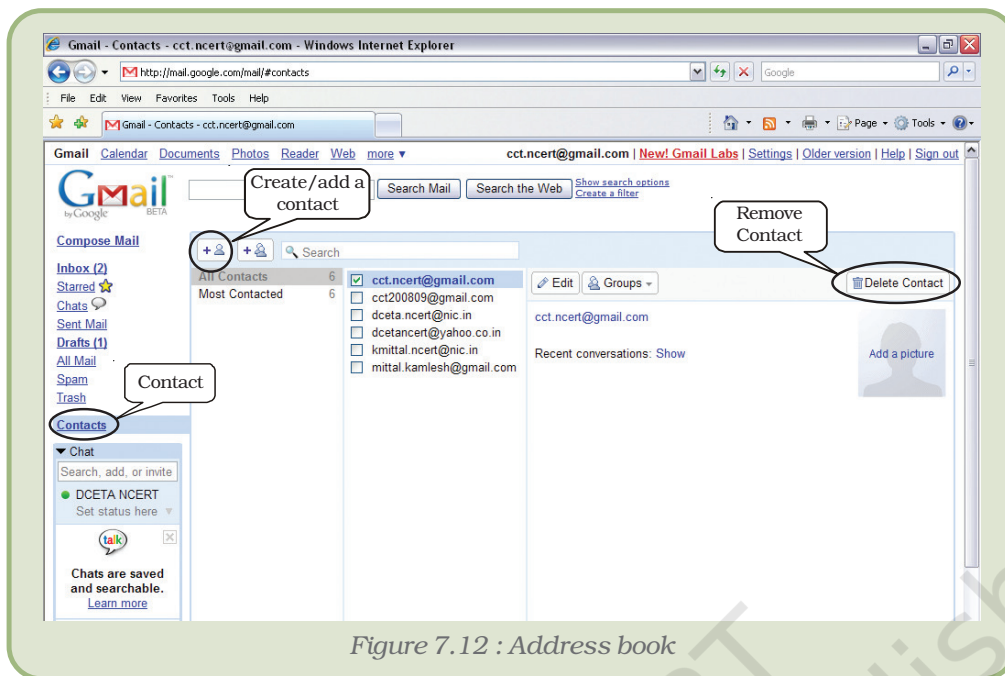 Gmail - Contacts - cct.ncert@gmail.com - Windows Internet Explorer
http://mail.google.com/mail/#contacts
Google
File Edit View Favorites Tools Help
Gmail - Contacts - cct.ncert@gmail.com
Page Tools
Gmail Calendar Documents Photos Reader Web more ▼ cct.ncert@gmail.com | New! Gmail Labs | Settings | Older version | Help | Sign out
Gmail™
by Google BETA
Search Mail Search the Web Show search options
Create a filter
Create/add a
contact
Remove
Contact
Compose Mail
Search
Inbox (2)
Starred
Chats
Sent Mail
Drafts (1)
All Mail
Spam
Trash
Contact
Contacts
All Contacts 6
Most Contacted 6
cct.ncert@gmail.com
cct200809@gmail.com
dceta.ncert@nic.in
dcetancert@yahoo.co.in
kmittal.ncert@nic.in
mittal.kamlesh@gmail.com
Edit Groups Delete Contact
cct.ncert@gmail.com
Recent conversations: Show
Add a picture
Chat
Search, add, or invite
DCETA NCERT
Set status here
talk
Chats are saved
and searchable.
Learn more
Figure 7.12 : Address book